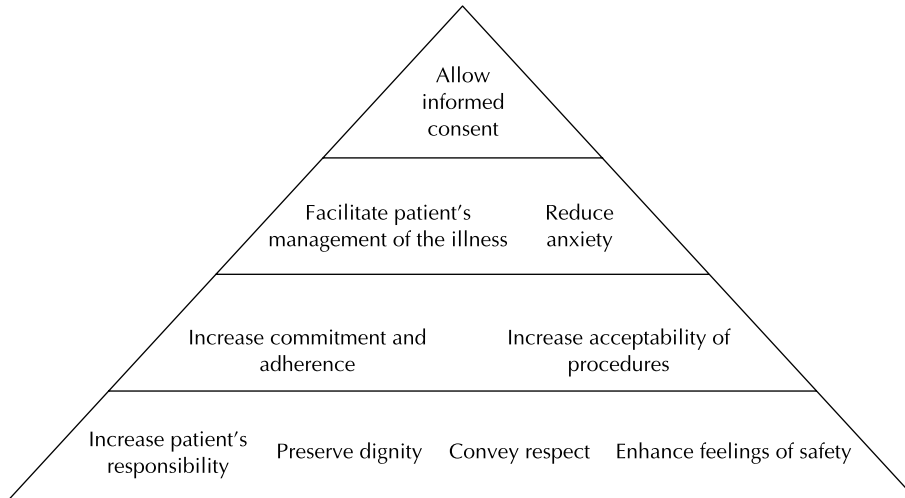 Allow
informed
consent
Facilitate patient’s
management of the illness
Reduce
anxiety
Increase commitment and
adherence
Increase acceptability of
procedures
Increase patient’s
responsibility
Preserve dignity
Convey respect
Enhance feelings of safety